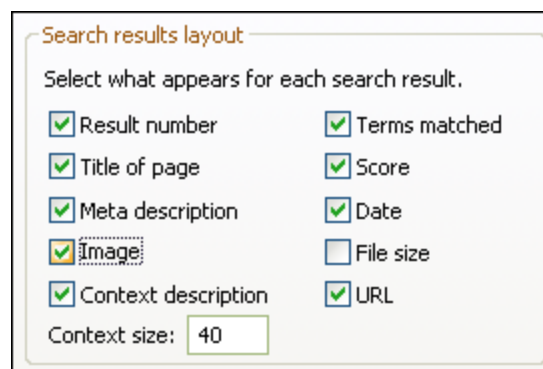 Search results layout
Select what appears for each search result.
Result number
Terms matched
Title of page
Score
Meta description
Date
Image
File size
Context description
URL
Context size: 40